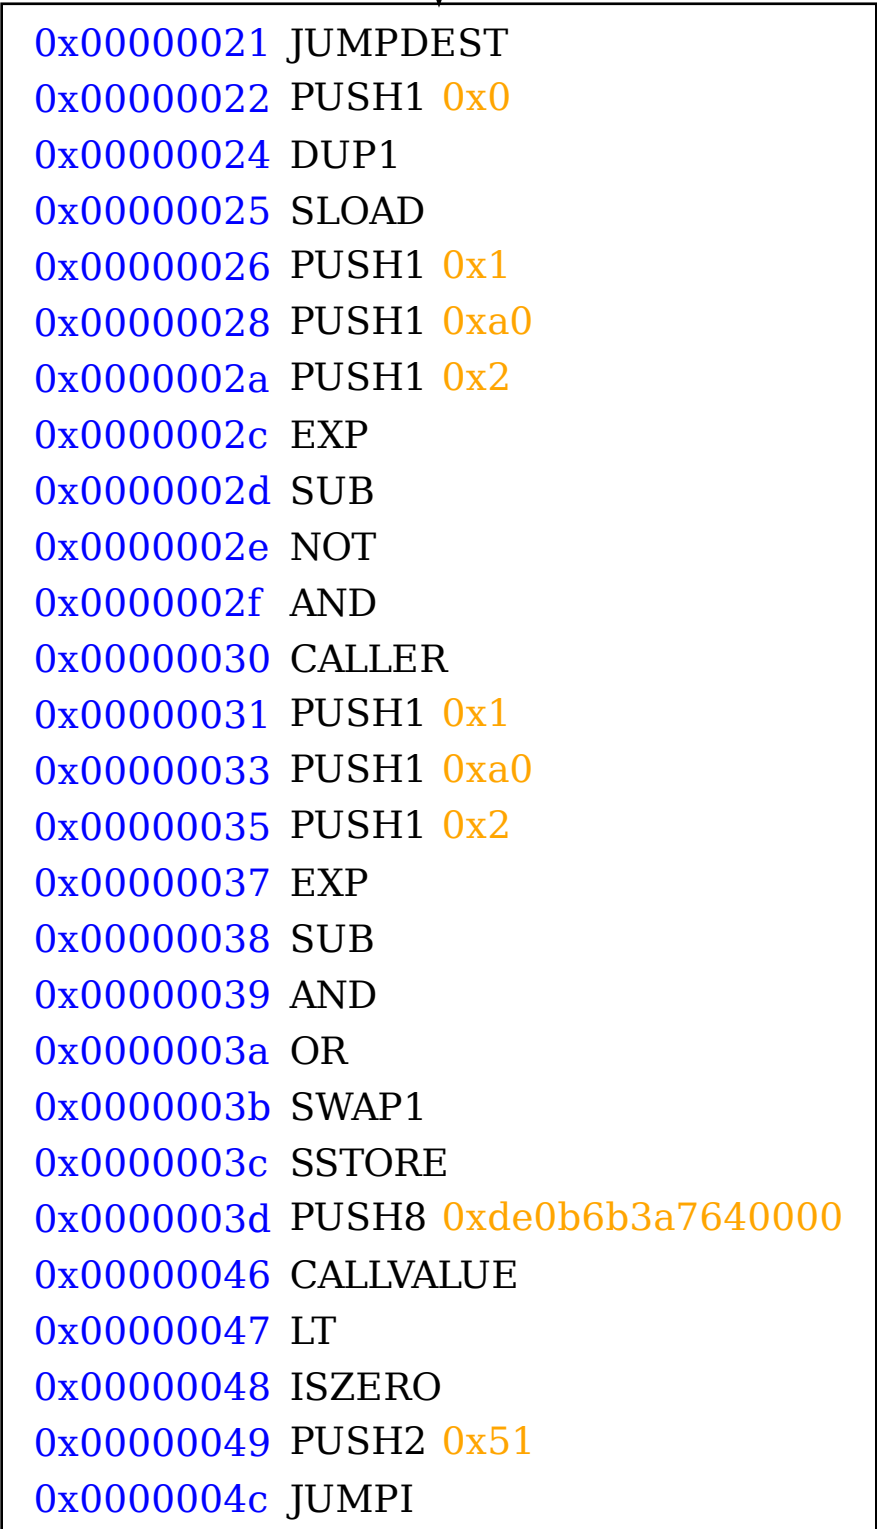 0x00000021 JUMPDEST
0x00000022 PUSH1 0x0
0x00000024 DUP1
0x00000025 SLOAD
0x00000026 PUSH1 0x1
0x00000028 PUSH1 0xa0
0x0000002a PUSH1 0x2
0x0000002c EXP
0x0000002d SUB
0x0000002e NOT
0x0000002f AND
0x00000030 CALLER
0x00000031 PUSH1 0x1
0x00000033 PUSH1 0xa0
0x00000035 PUSH1 0x2
0x00000037 EXP
0x00000038 SUB
0x00000039 AND
0x0000003a OR
0x0000003b SWAP1
0x0000003c SSTORE
0x0000003d PUSH8 0xde0b6b3a7640000
0x00000046 CALLVALUE
0x00000047 LT
0x00000048 ISZERO
0x00000049 PUSH2 0x51
0x0000004c JUMPI